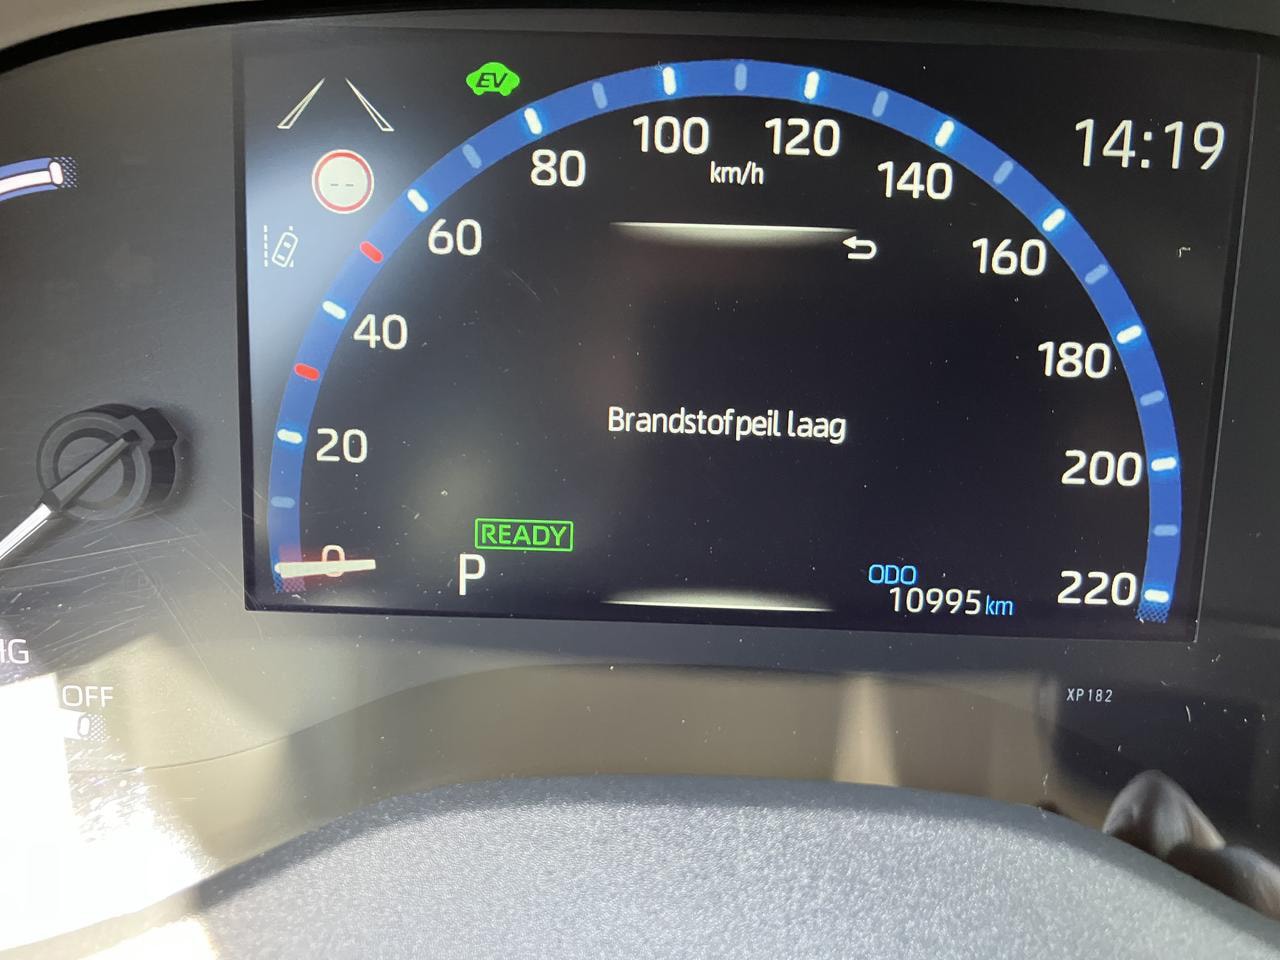 EV
14:19
100
120
80
km/h
140
60
160
40
180
Brandstofpeil laag
20
200
READY
0
P
ODO
10995 km
220
OFF
XP182